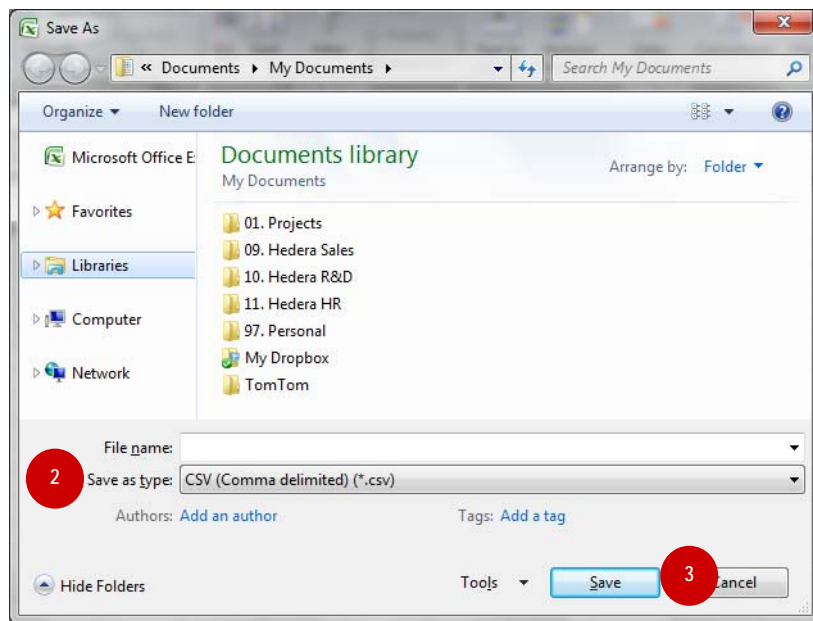 Save As
« Documents My Documents Search My Documents
Organize New folder
Microsoft Office E
Documents library
My Documents
Arrange by: Folder
Favorites
Libraries
Computer
Network
01. Projects
09. Hedera Sales
10. Hedera R&D
11. Hedera HR
97. Personal
My Dropbox
TomTom
File name:
2 Save as type: CSV (Comma delimited) (*.csv)
Authors: Add an author Tags: Add a tag
Hide Folders Tools Save 3 Cancel